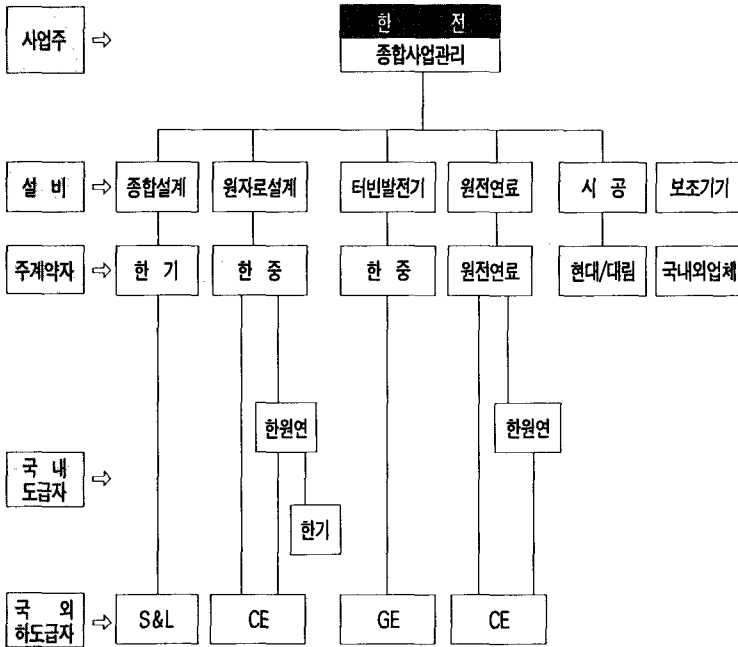 사업주 ⇨
한 전
종합사업관리
설 비 ⇨ 종합설계 원자로설계 터빈발전기 원전연료 시 공 보조기기
주계약자 ⇨ 한 기 한 중 한 중 원전연료 현대/대림 국내외업체
한원연 한원연
국 내
도급자 ⇨
한기
국 외
하도급자 ⇨ S&L CE GE CE